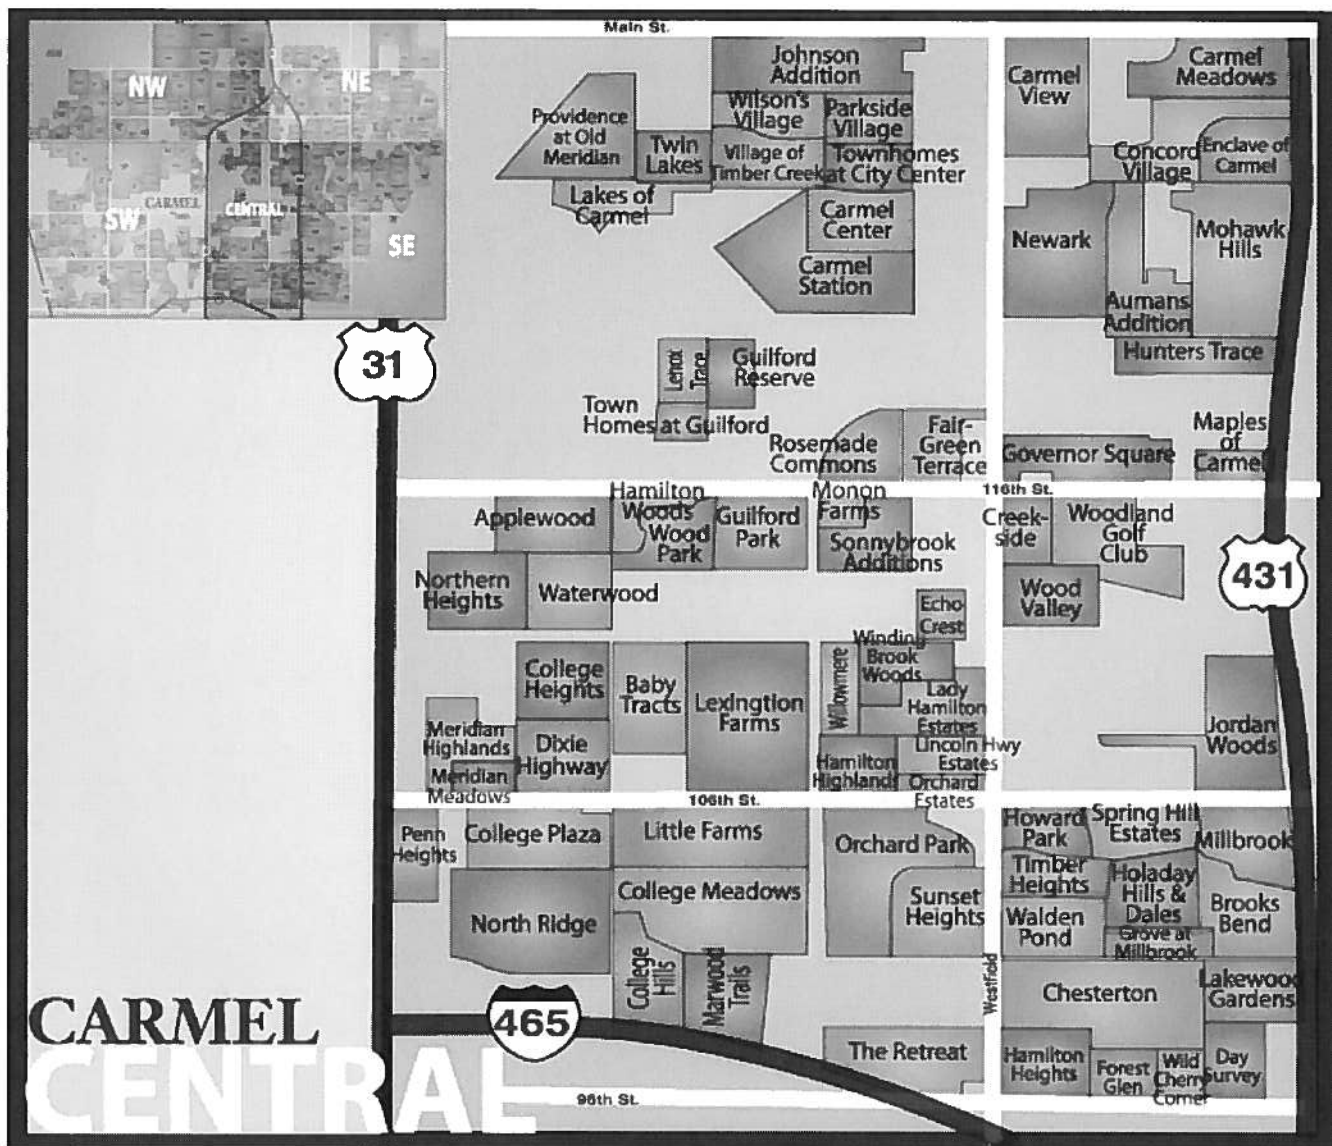 Main St.
NW
NE
SW
CARMEL
CENTRAL
SE
Johnson
Addition
Carmel
View
Carmel
Meadows
Providence
at Old
Meridian
Wilson's
Village
Parkside
Village
Twin
Lakes
Village of
Timber Creek
Townhomes
at City Center
Concord
Village
Enclave of
Carmel
Lakes of
Carmel
Carmel
Center
Newark
Mohawk
Hills
Carmel
Station
Aumans
Addition
Hunters Trace
31
Lenox
Trace
Guilford
Reserve
Town
Homes at Guilford
Rosemade
Commons
Fair-
Green
Terrace
Governor Square
Maples
of
Carmel
116th St.
Applewood
Hamilton
Woods
Wood
Park
Guilford
Park
Monon
Farms
Sonnybrook
Additions
Creek-
side
Woodland
Golf
Club
431
Northern
Heights
Waterwood
Wood
Valley
Echo
Crest
Winding
Brook
Woods
Willowmere
College
Heights
Baby
Tracts
Lexingtion
Farms
Lady
Hamilton
Estates
Meridian
Highlands
Dixie
Highway
Lincoln Hwy
Estates
Jordan
Woods
Meridian
Meadows
Hamilton
Highlands
Orchard
Estates
106th St.
Penn
Heights
College Plaza
Little Farms
Orchard Park
Howard
Park
Spring Hill
Estates
Millbrook
Timber
Heights
Holaday
Hills &
Dales
College Meadows
Sunset
Heights
North Ridge
Walden
Pond
Brooks
Bend
Grove at
Millbrook
College
Hills
Marwood
Trails
Westfield
Chesterton
Lakewood
Gardens
465
The Retreat
Hamilton
Heights
Forest
Glen
Wild
Cherry
Corner
Day
Survey
96th St.
CARMEL
CENTRAL